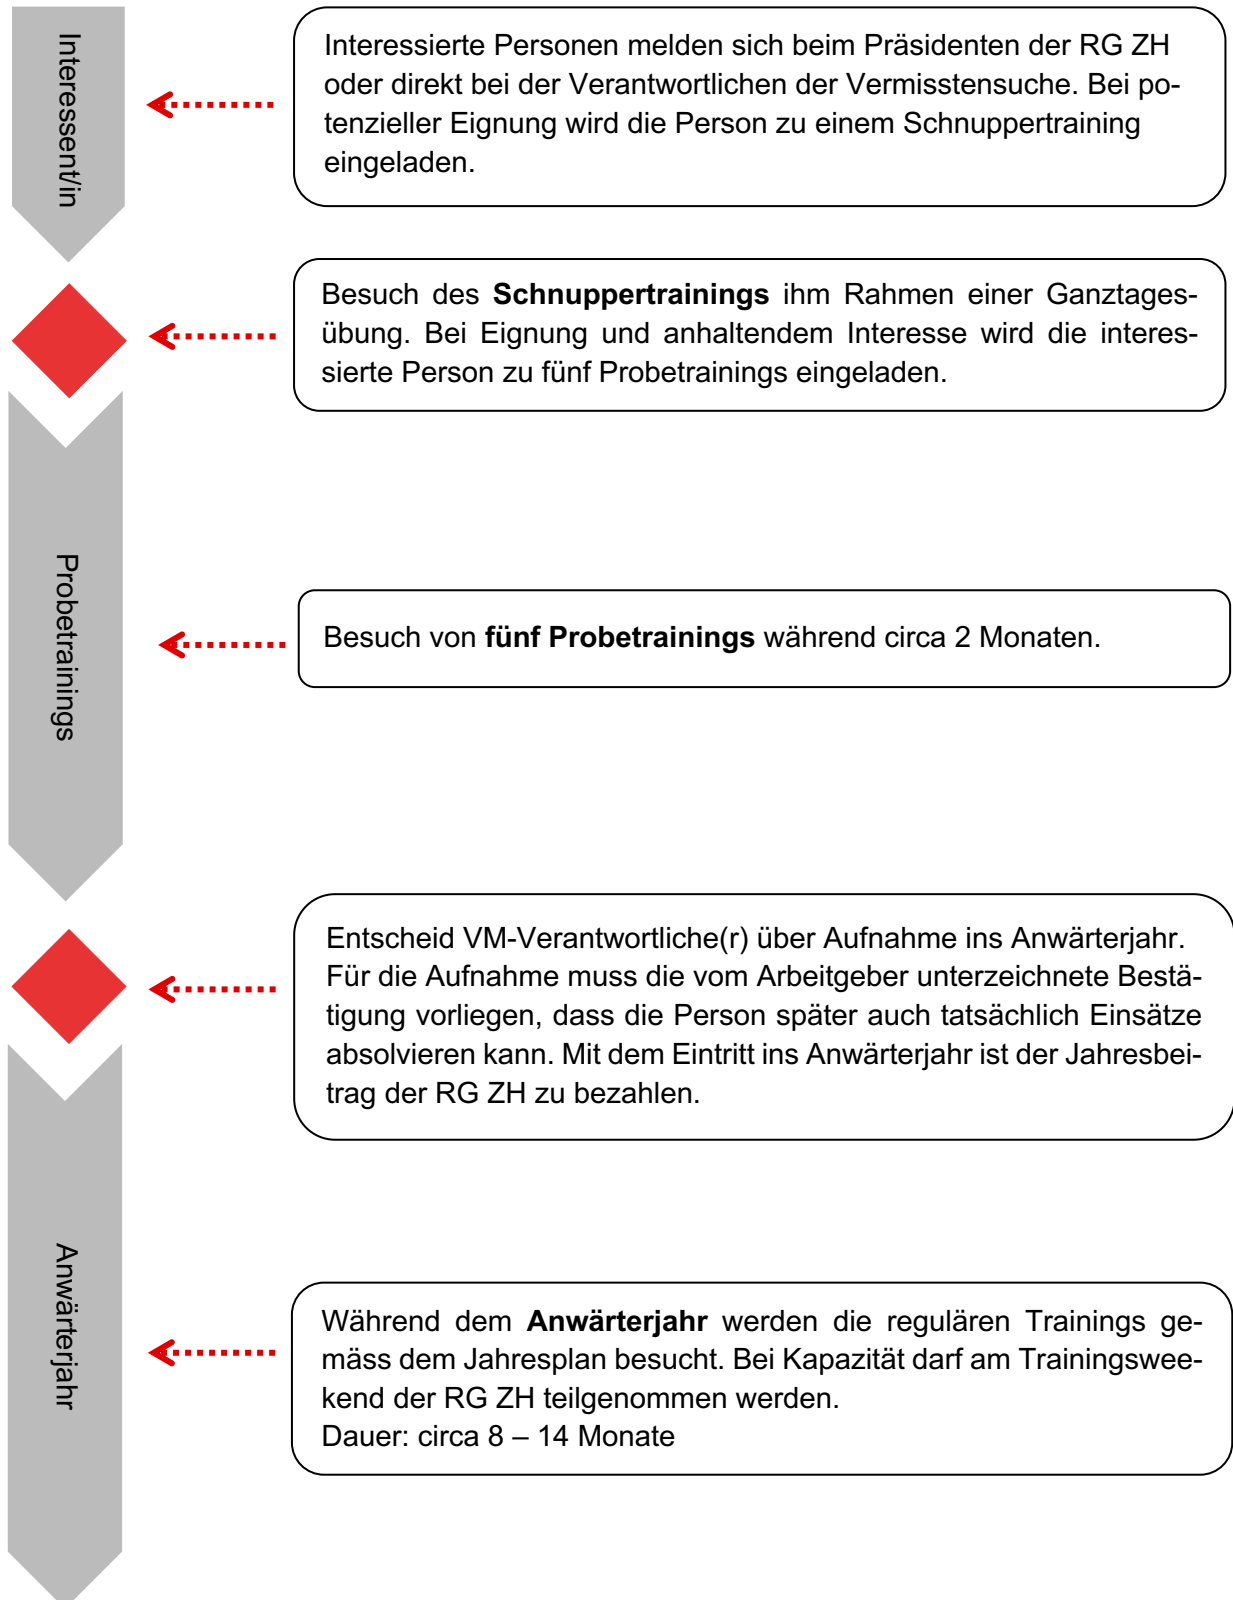 Interessent/in
Interessierte Personen melden sich beim Präsidenten der RG ZH
oder direkt bei der Verantwortlichen der Vermisstensuche. Bei po-
tenzieller Eignung wird die Person zu einem Schnuppertraining
eingeladen.
Besuch des Schnuppertrainings ihm Rahmen einer Ganztages-
übung. Bei Eignung und anhaltendem Interesse wird die interes-
sierte Person zu fünf Probetrainings eingeladen.
Probetrainings
Besuch von fünf Probetrainings während circa 2 Monaten.
Entscheid VM-Verantwortliche(r) über Aufnahme ins Anwärterjahr.
Für die Aufnahme muss die vom Arbeitgeber unterzeichnete Bestä-
tigung vorliegen, dass die Person später auch tatsächlich Einsätze
absolvieren kann. Mit dem Eintritt ins Anwärterjahr ist der Jahresbei-
trag der RG ZH zu bezahlen.
Anwärterjahr
Während dem Anwärterjahr werden die regulären Trainings ge-
mäss dem Jahresplan besucht. Bei Kapazität darf am Trainingswee-
kend der RG ZH teilgenommen werden.
Dauer: circa 8 – 14 Monate